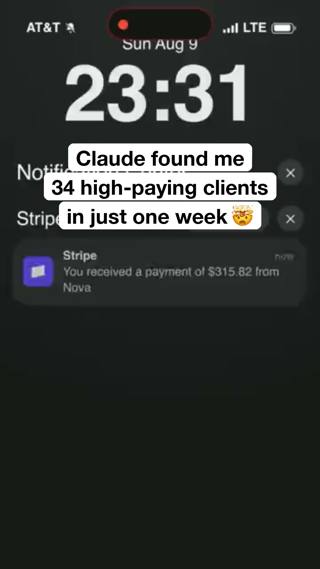 AT&T
LTE
Sun Aug 9
23:31
Claude found me
34 high-paying clients
in just one week 🤯
Stripe
now
You received a payment of $315.82 from
Nova